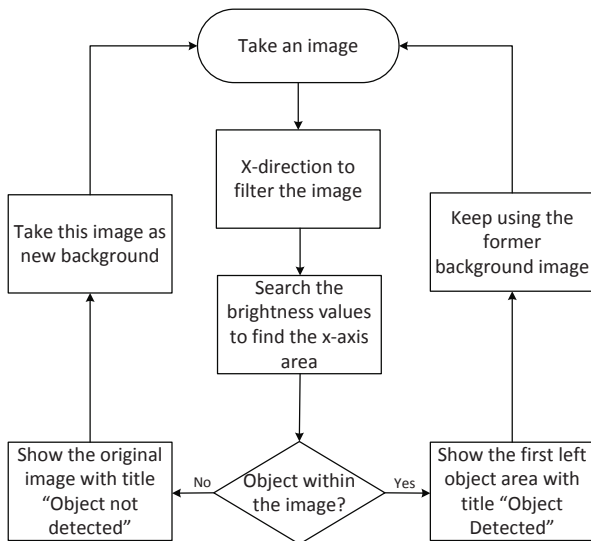 Take an image
X-direction to
filter the image
Take this image as
new background
Keep using the
former
background image
Search the
brightness values
to find the x-axis
area
Show the original
image with title
“Object not
detected”
No
Object within
the image?
Yes
Show the first left
object area with
title “Object
Detected”